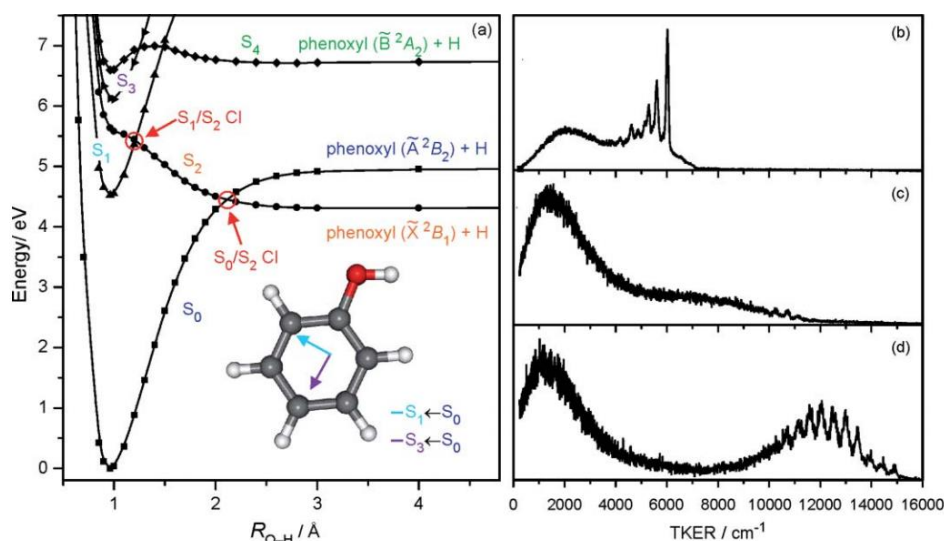 (a)
7
6
5
4
3
2
1
0
Energy/ eV
1
2
3
4
R_O–H / Å
S₄
phenoxyl (B̃ ²A₂) + H
S₃
S₁/S₂ CI
S₁
phenoxyl (Ã ²B₂) + H
S₂
phenoxyl (X̃ ²B₁) + H
S₀/S₂ CI
S₀
–S₁←S₀
–S₃←S₀
(b)
(c)
(d)
0 2000 4000 6000 8000 10000 12000 14000 16000
TKER / cm⁻¹